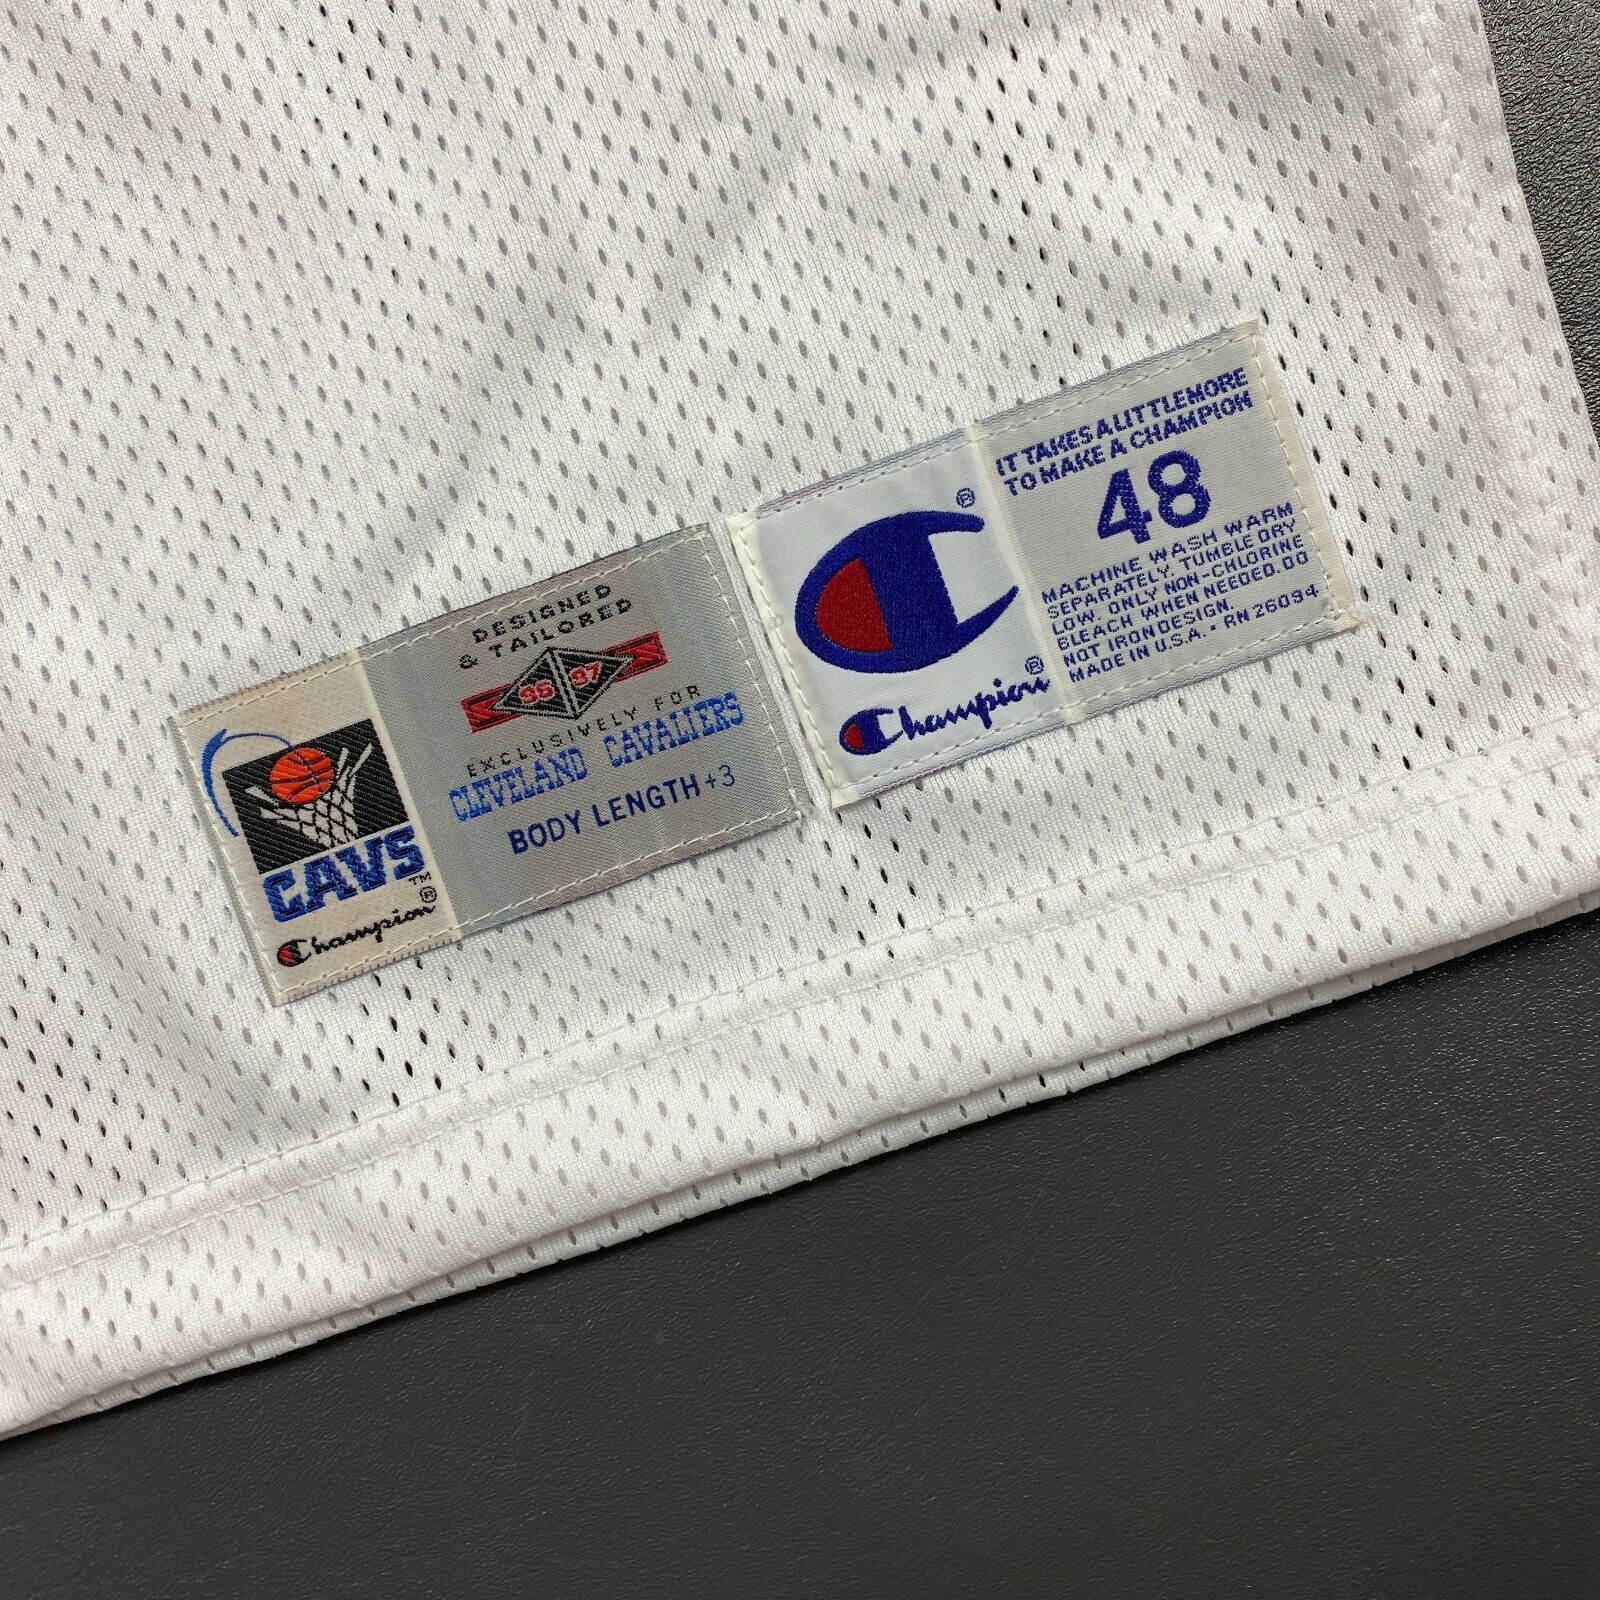 DESIGNED
& TAILORED
96 97
EXCLUSIVELY FOR
CLEVELAND CAVALIERS
BODY LENGTH +3
CAVS™
Champion®
®
Champion®
IT TAKES A LITTLE MORE
TO MAKE A CHAMPION
48
MACHINE WASH WARM
SEPARATELY. TUMBLE DRY
LOW. ONLY NON-CHLORINE
BLEACH WHEN NEEDED. DO
NOT IRON DESIGN.
MADE IN U.S.A. • RN 26094